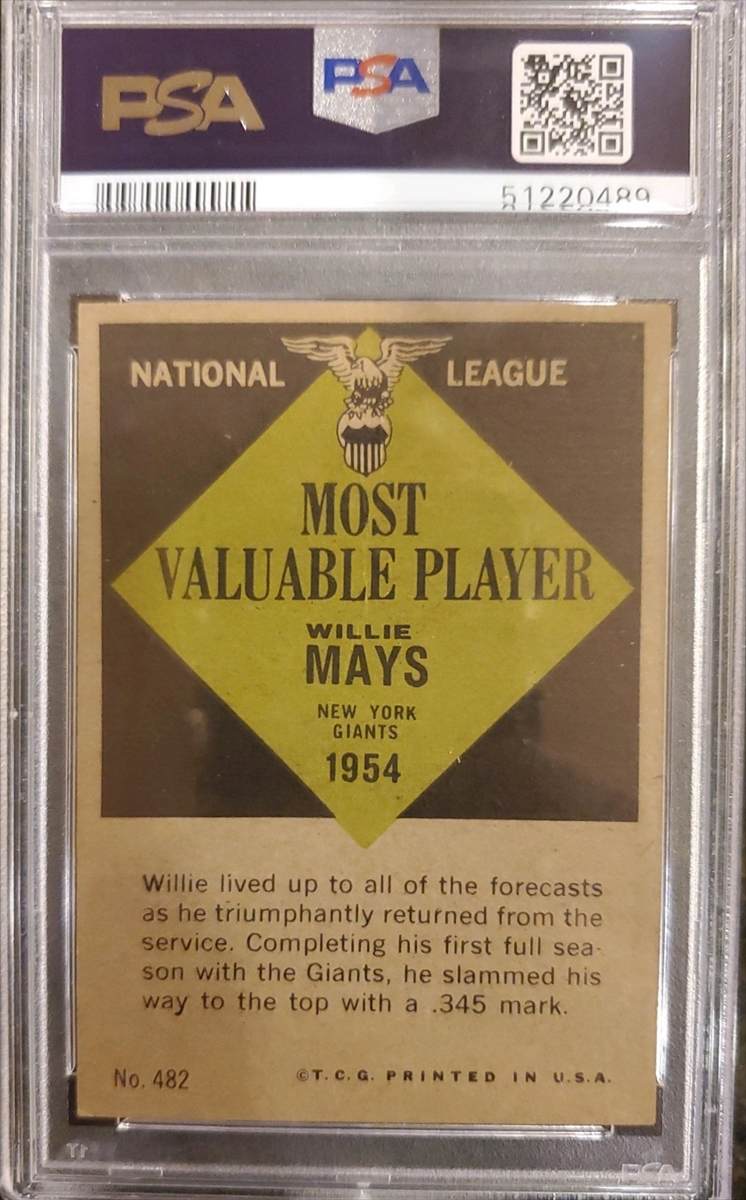 PSA
PSA
51220489
NATIONAL LEAGUE
MOST
VALUABLE PLAYER
WILLIE
MAYS
NEW YORK
GIANTS
1954
Willie lived up to all of the forecasts
as he triumphantly returned from the
service. Completing his first full sea-
son with the Giants, he slammed his
way to the top with a .345 mark.
No. 482 ©T. C. G. PRINTED IN U.S.A.
PSA